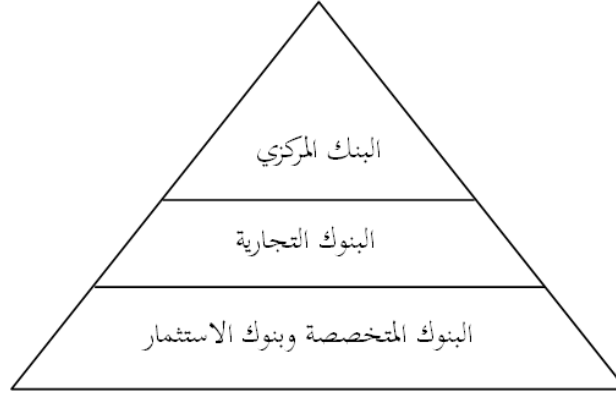 البنك المركزي
البنوك التجارية
البنوك المتخصصة وبنوك الاستثمار